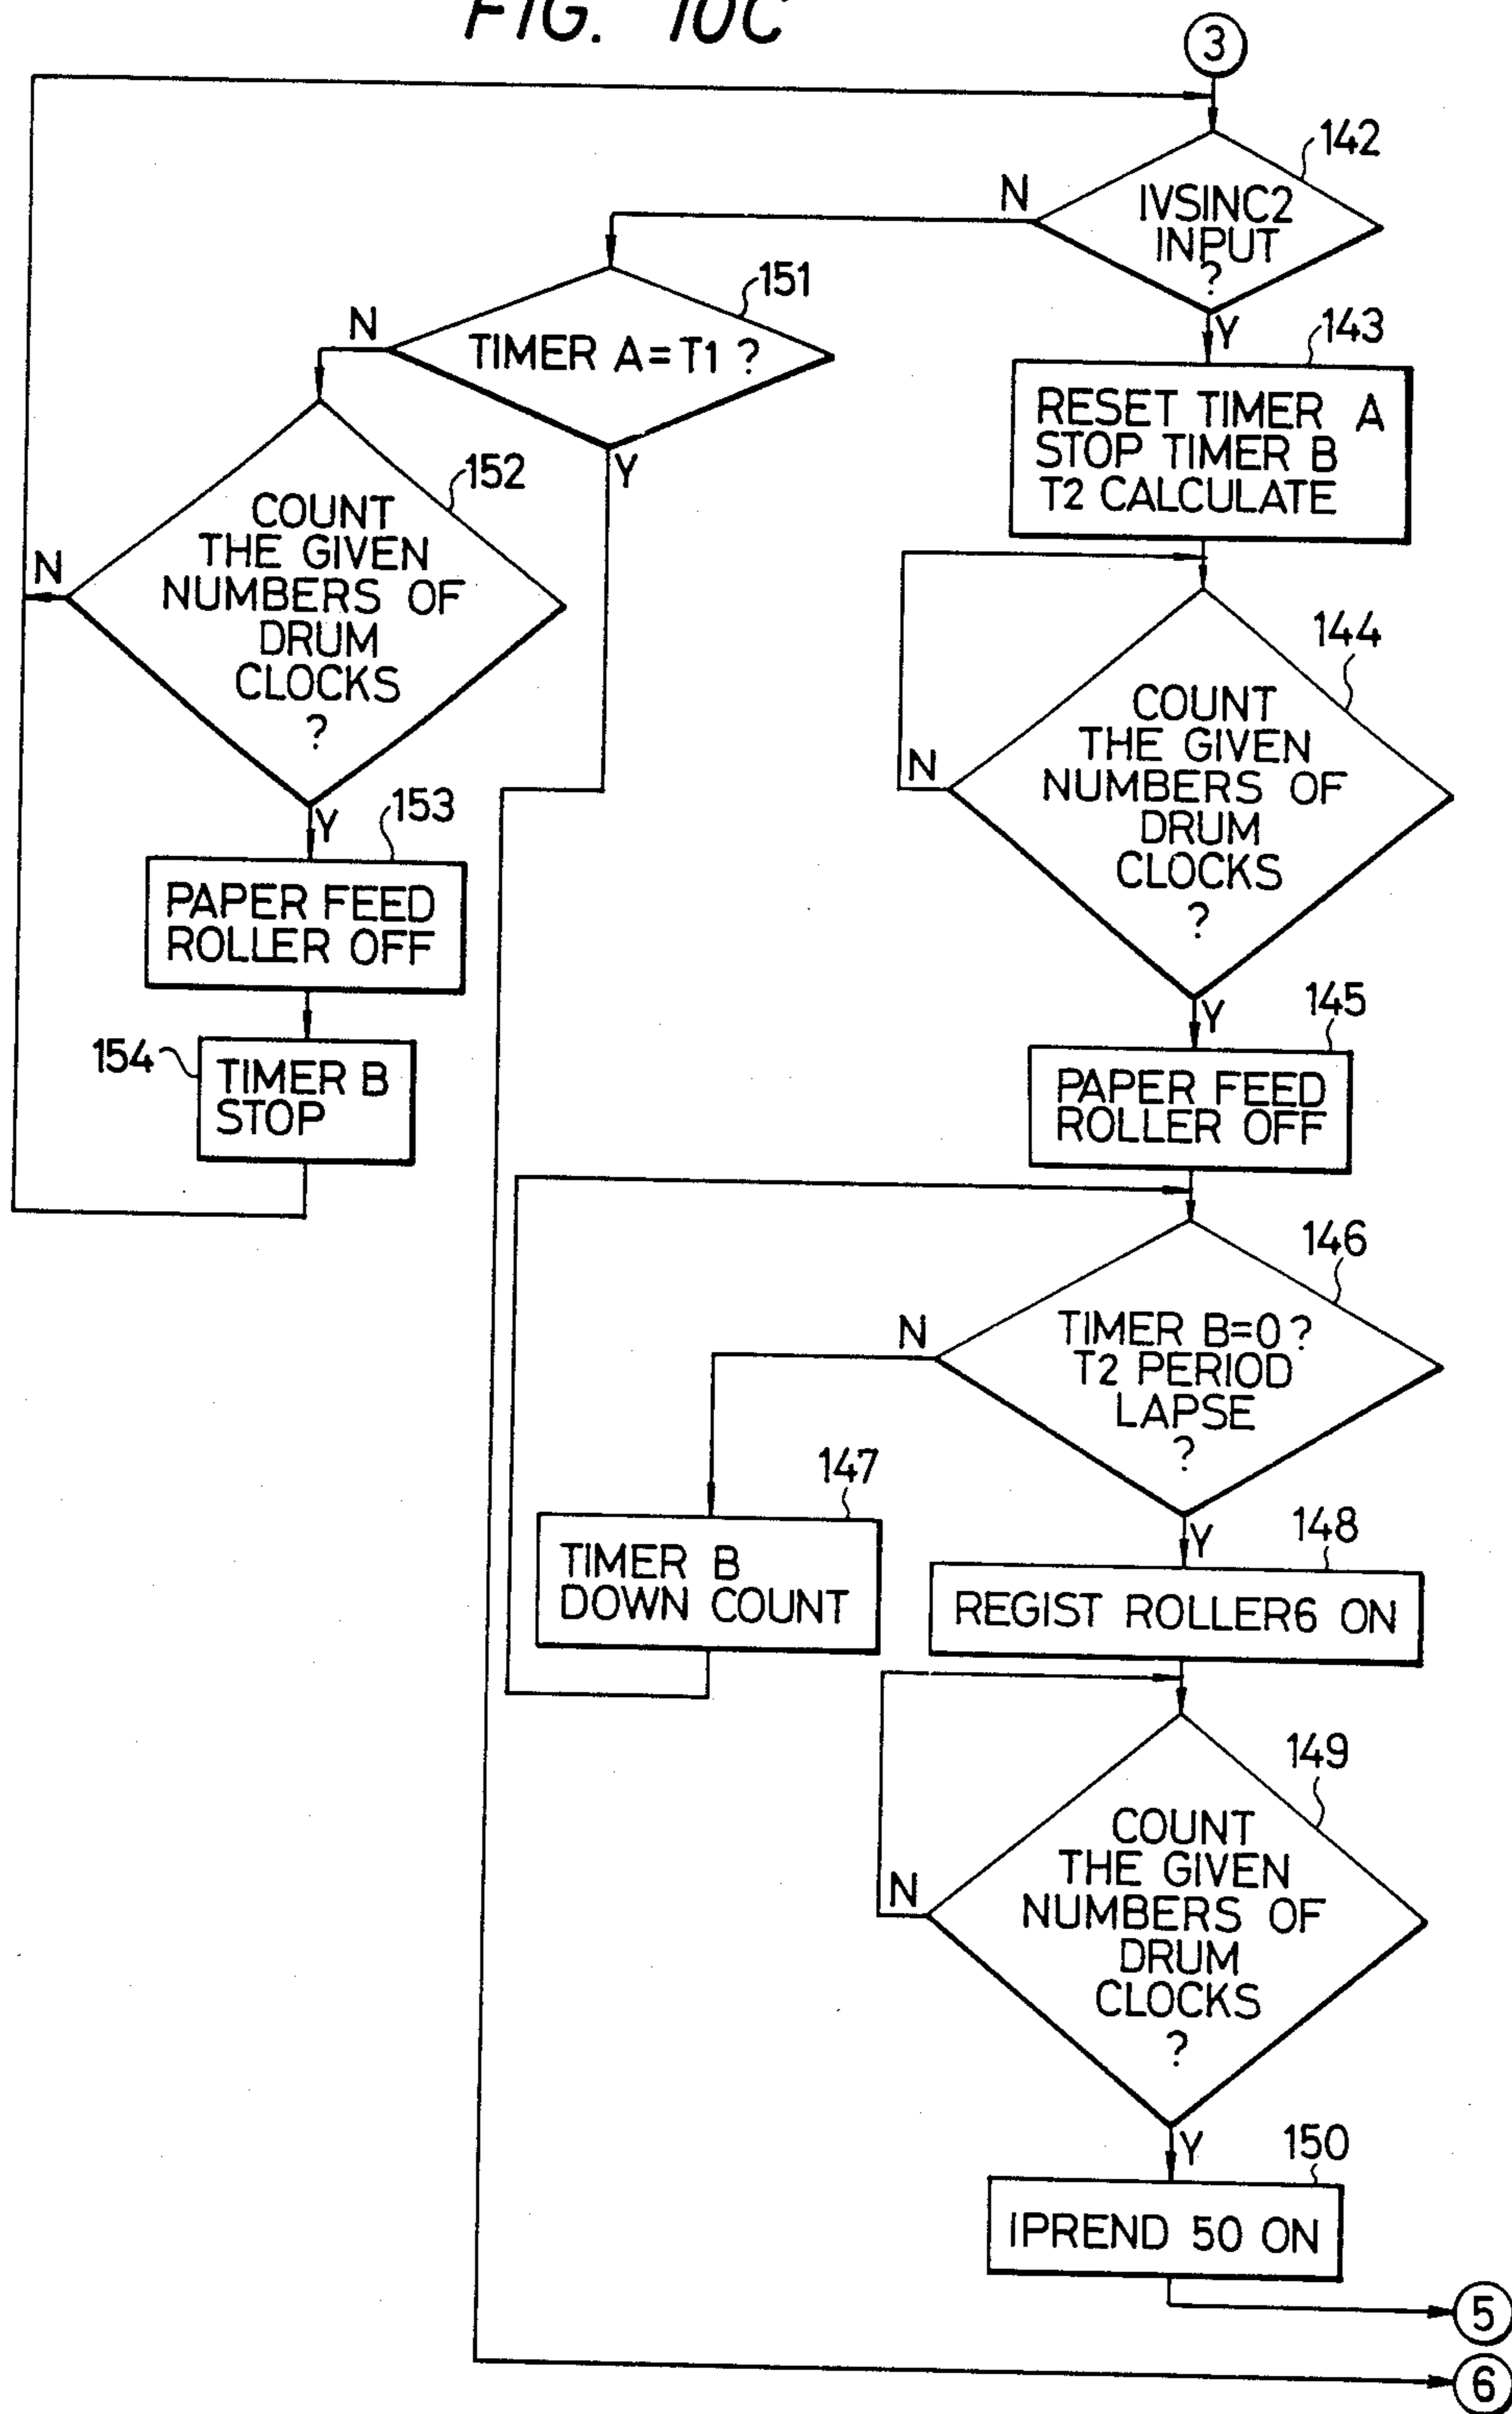 FIG. 10C
3
142
N
IVSINC2
INPUT
?
Y
151
N
TIMER A=T1 ?
Y
143
RESET TIMER A
STOP TIMER B
T2 CALCULATE
152
COUNT
THE GIVEN
NUMBERS OF
DRUM
CLOCKS
?
N
Y
144
COUNT
THE GIVEN
NUMBERS OF
DRUM
CLOCKS
?
N
Y
153
PAPER FEED
ROLLER OFF
154
TIMER B
STOP
145
PAPER FEED
ROLLER OFF
146
N
TIMER B=0?
T2 PERIOD
LAPSE
?
Y
147
TIMER B
DOWN COUNT
148
REGIST ROLLER6 ON
149
COUNT
THE GIVEN
NUMBERS OF
DRUM
CLOCKS
?
N
Y
150
IPREND 50 ON
5
6